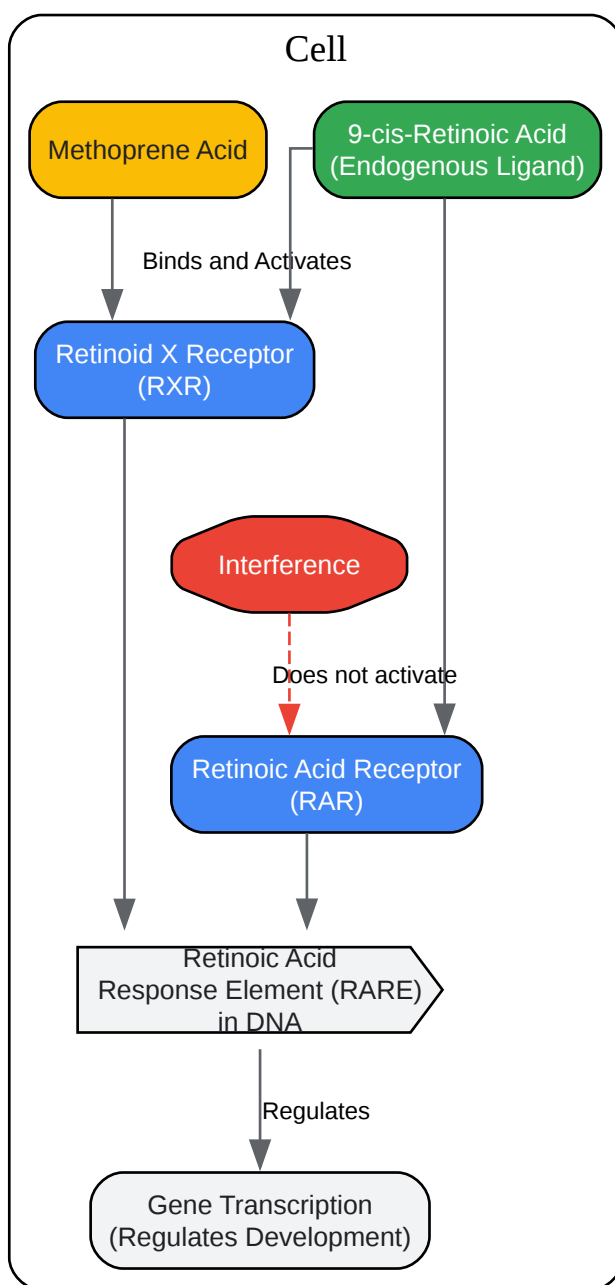 Cell
Methoprene Acid
9-cis-Retinoic Acid
(Endogenous Ligand)
Binds and Activates
Retinoid X Receptor
(RXR)
Interference
Does not activate
Retinoic Acid Receptor
(RAR)
Retinoic Acid
Response Element (RARE)
in DNA
Regulates
Gene Transcription
(Regulates Development)